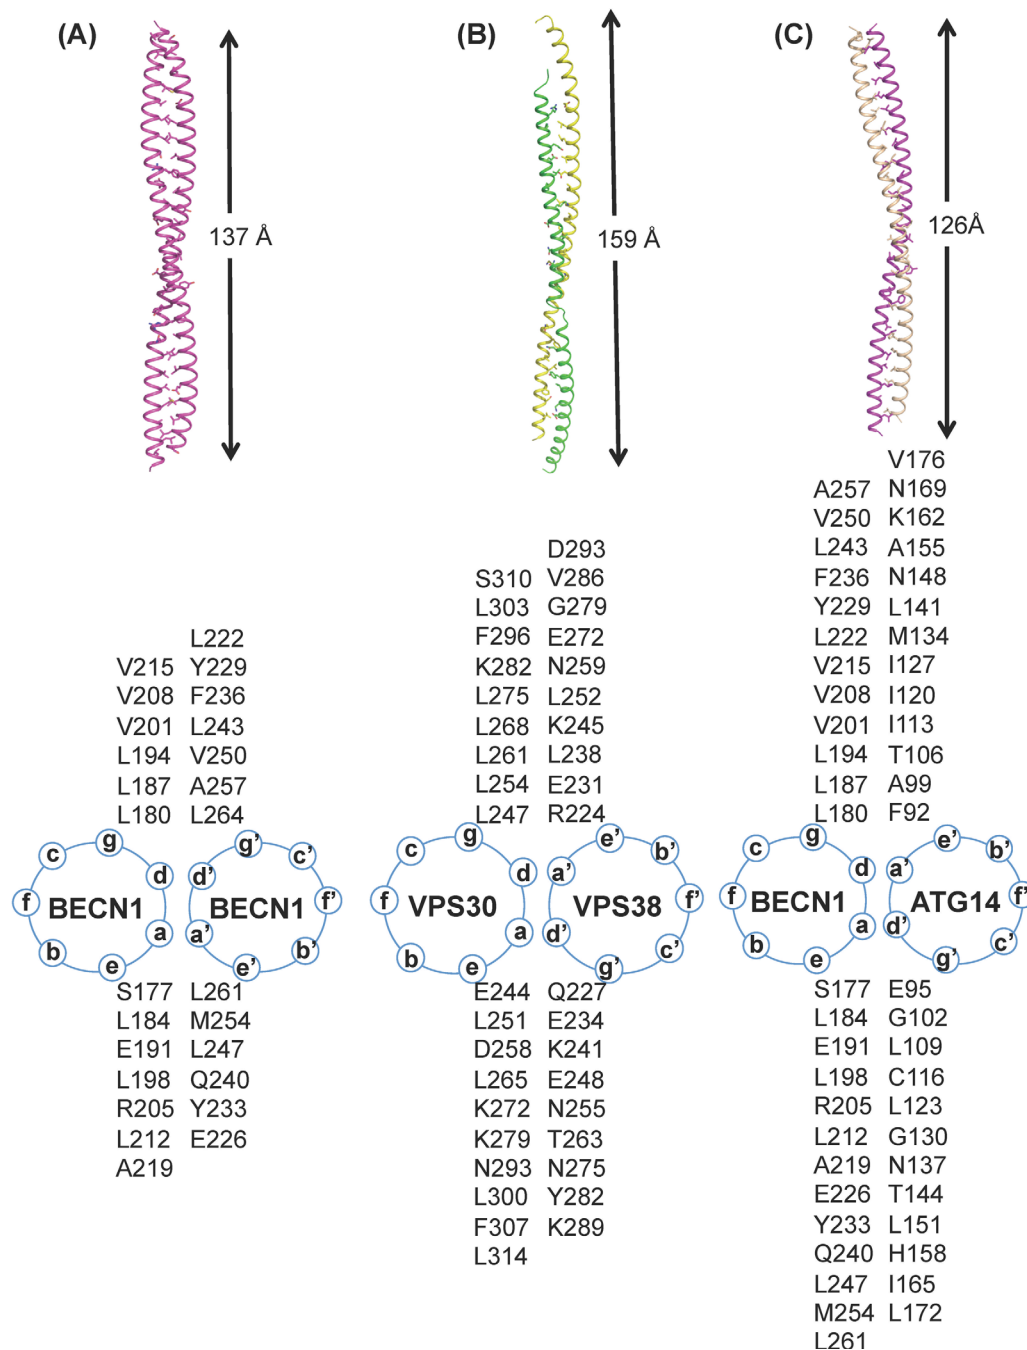 (A)
137 Å
(B)
159 Å
(C)
126Å
L222
V215 Y229
V208 F236
V201 L243
L194 V250
L187 A257
L180 L264
c g d f b e a
BECN1
g' c' d' f' a' b' e'
BECN1
S177 L261
L184 M254
E191 L247
L198 Q240
R205 Y233
L212 E226
A219
D293
S310 V286
L303 G279
F296 E272
K282 N259
L275 L252
L268 K245
L261 L238
L254 E231
L247 R224
c g d f b e a
VPS30
e' b' a' f' d' c' g'
VPS38
E244 Q227
L251 E234
D258 K241
L265 E248
K272 N255
K279 T263
N293 N275
L300 Y282
F307 K289
L314
V176
A257 N169
V250 K162
L243 A155
F236 N148
Y229 L141
L222 M134
V215 I127
V208 I120
V201 I113
L194 T106
L187 A99
L180 F92
c g d f b e a
BECN1
e' b' a' f' d' c' g'
ATG14
S177 E95
L184 G102
E191 L109
L198 C116
R205 L123
L212 G130
A219 N137
E226 T144
Y233 L151
Q240 H158
L247 I165
M254 L172
L261